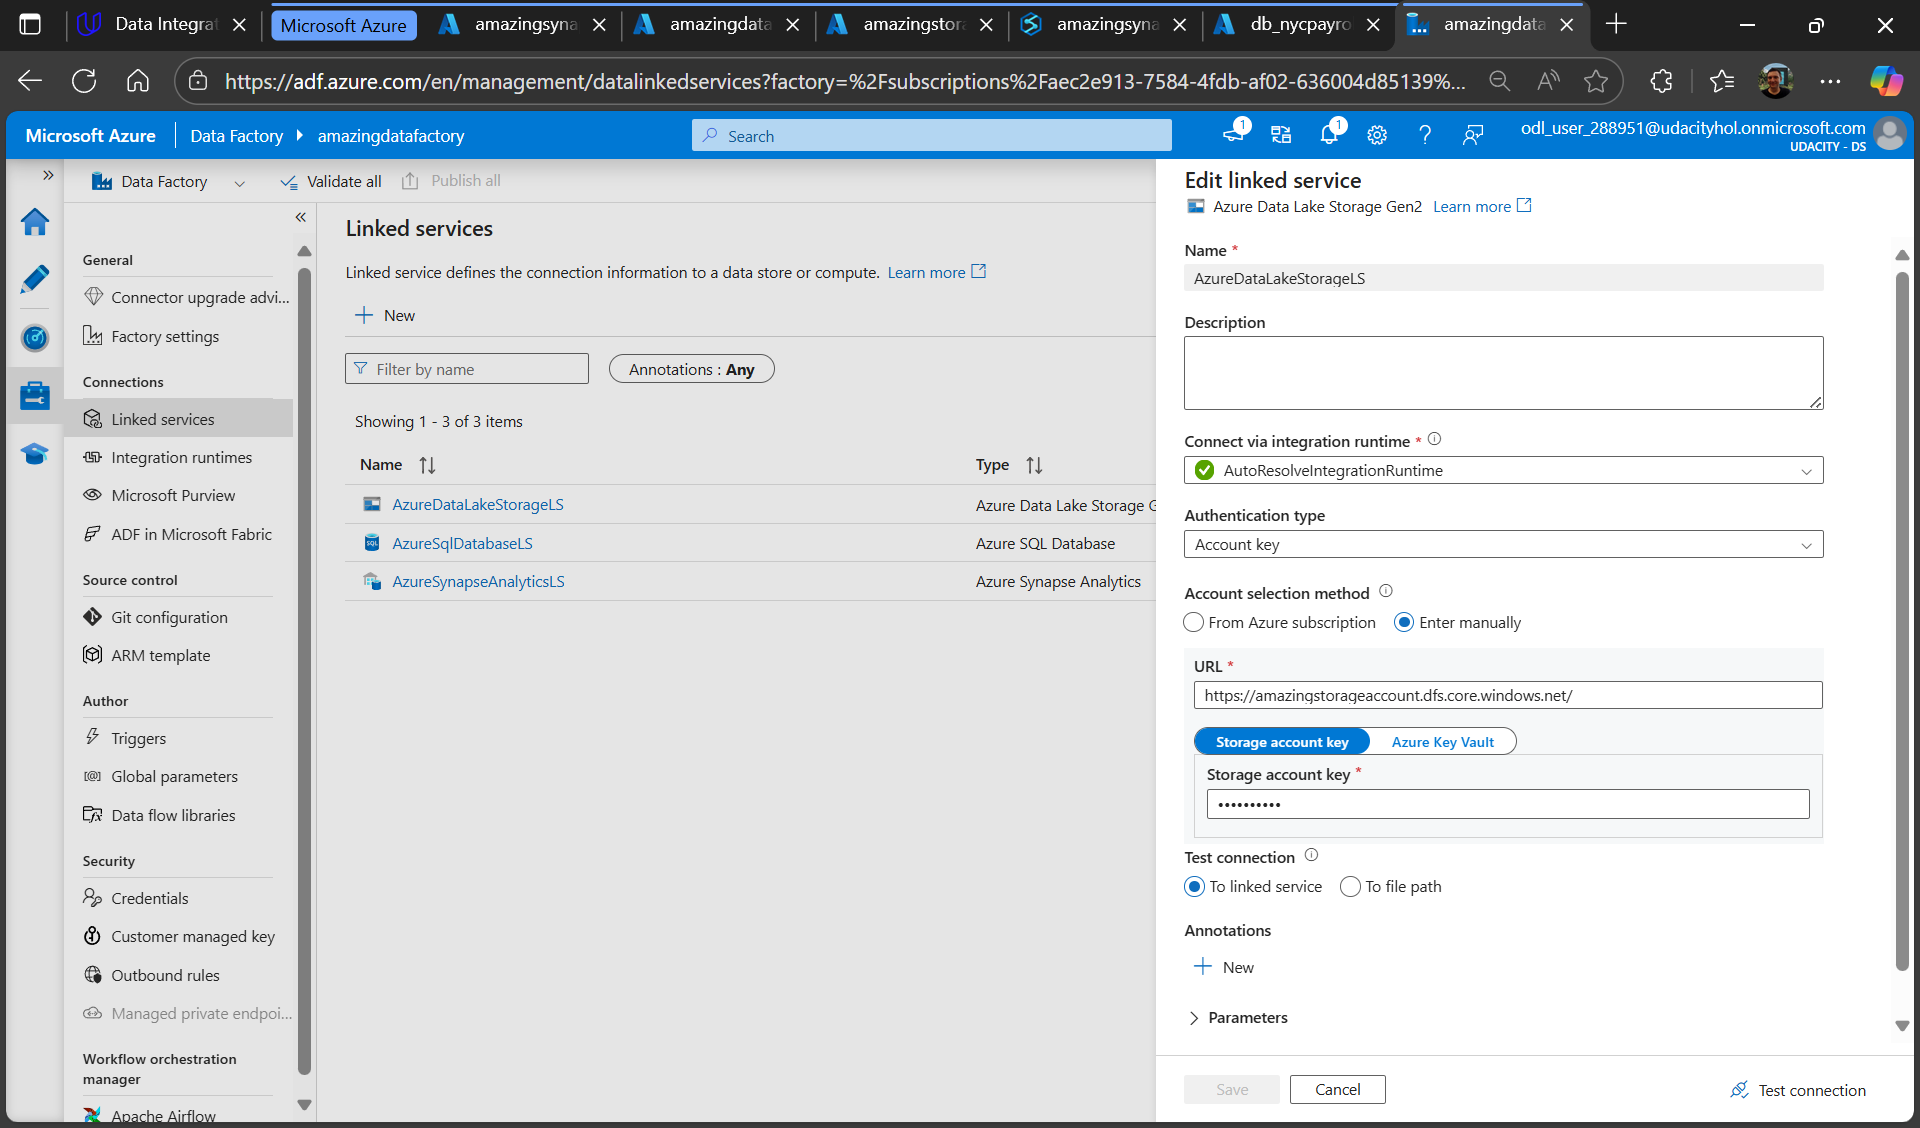 Data Integrat
Microsoft Azure
amazingsyna
amazingdata
amazingstora
amazingsyna
db_nycpayro
amazingdata
https://adf.azure.com/en/management/datalinkedservices?factory=%2Fsubscriptions%2Faec2e913-7584-4fdb-af02-636004d85139%...
Microsoft Azure
Data Factory
amazingdatafactory
Search
1
1
odl_user_288951@udacityhol.onmicrosoft.com
UDACITY - DS
Data Factory
Validate all
Publish all
General
Connector upgrade advi...
Factory settings
Connections
Linked services
Integration runtimes
Microsoft Purview
ADF in Microsoft Fabric
Source control
Git configuration
ARM template
Author
Triggers
Global parameters
Data flow libraries
Security
Credentials
Customer managed key
Outbound rules
Managed private endpoi...
Workflow orchestration
manager
Apache Airflow
Linked services
Linked service defines the connection information to a data store or compute. Learn more
New
Filter by name
Annotations : Any
Showing 1 - 3 of 3 items
Name
Type
AzureDataLakeStorageLS
Azure Data Lake Storage G
AzureSqlDatabaseLS
Azure SQL Database
AzureSynapseAnalyticsLS
Azure Synapse Analytics
Edit linked service
Azure Data Lake Storage Gen2 Learn more
Name *
AzureDataLakeStorageLS
Description
Connect via integration runtime *
AutoResolveIntegrationRuntime
Authentication type
Account key
Account selection method
From Azure subscription
Enter manually
URL *
https://amazingstorageaccount.dfs.core.windows.net/
Storage account key
Azure Key Vault
Storage account key *
••••••••••
Test connection
To linked service
To file path
Annotations
New
Parameters
Save
Cancel
Test connection